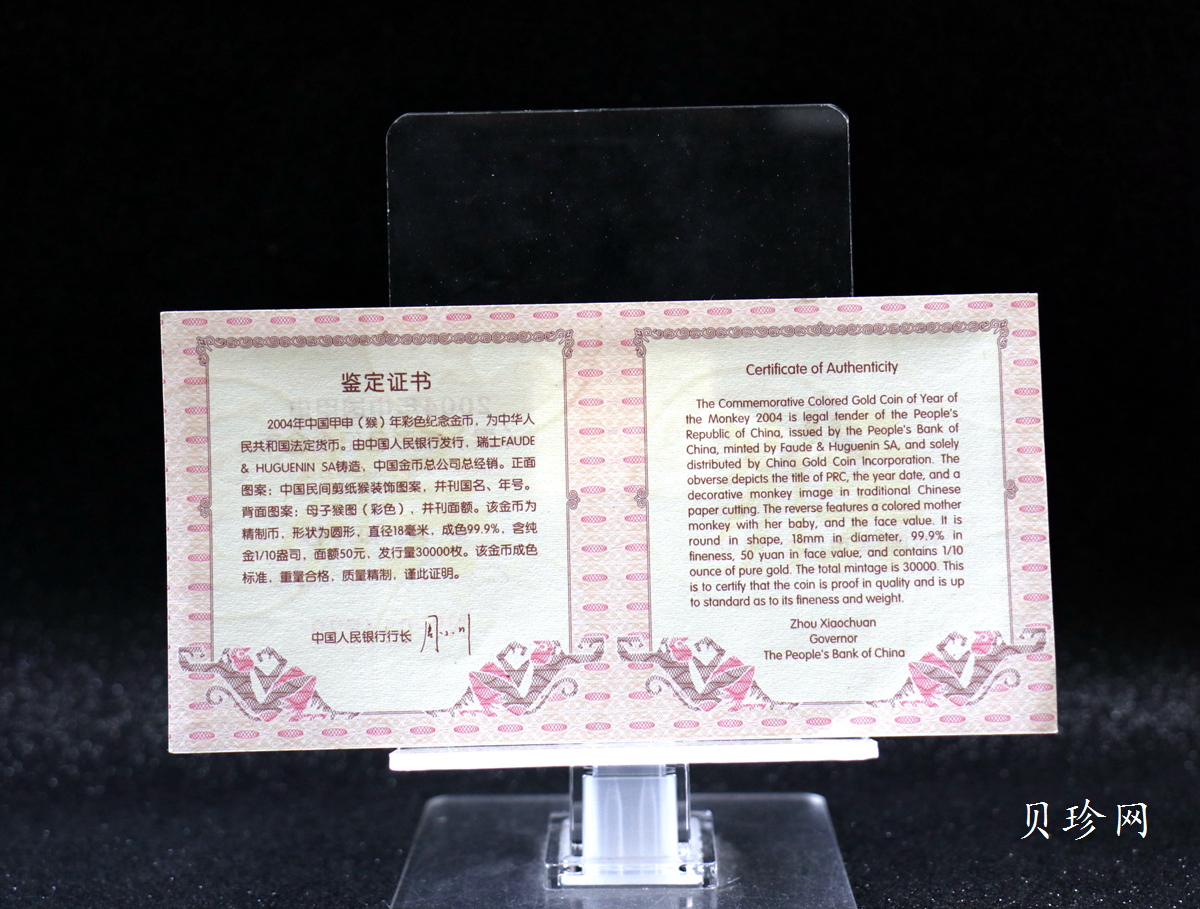 鉴定证书
2004年中国甲申（猴）年彩色纪念金币，为中华人
民共和国法定货币。由中国人民银行发行，瑞士FAUDE
& HUGUENIN SA铸造，中国金币总公司总经销。正面
图案：中国民间剪纸猴装饰图案，并刊国名、年号。
背面图案：母子猴图（彩色），并刊面额。该金币为
精制币，形状为圆形，直径18毫米，成色99.9%，含纯
金1/10盎司，面额50元，发行量30000枚。该金币成色
标准，重量合格，质量精制，谨此证明。
中国人民银行行长
Certificate of Authenticity
The Commemorative Colored Gold Coin of Year of
the Monkey 2004 is legal tender of the People's
Republic of China, issued by the People's Bank of
China, minted by Faude & Huguenin SA, and solely
distributed by China Gold Coin Incorporation. The
obverse depicts the title of PRC, the year date, and a
decorative monkey image in traditional Chinese
paper cutting. The reverse features a colored mother
monkey with her baby, and the face value. It is
round in shape, 18mm in diameter, 99.9% in
fineness, 50 yuan in face value, and contains 1/10
ounce of pure gold. The total mintage is 30000. This
is to certify that the coin is proof in quality and is up
to standard as to its fineness and weight.
Zhou Xiaochuan
Governor
The People's Bank of China
贝珍网